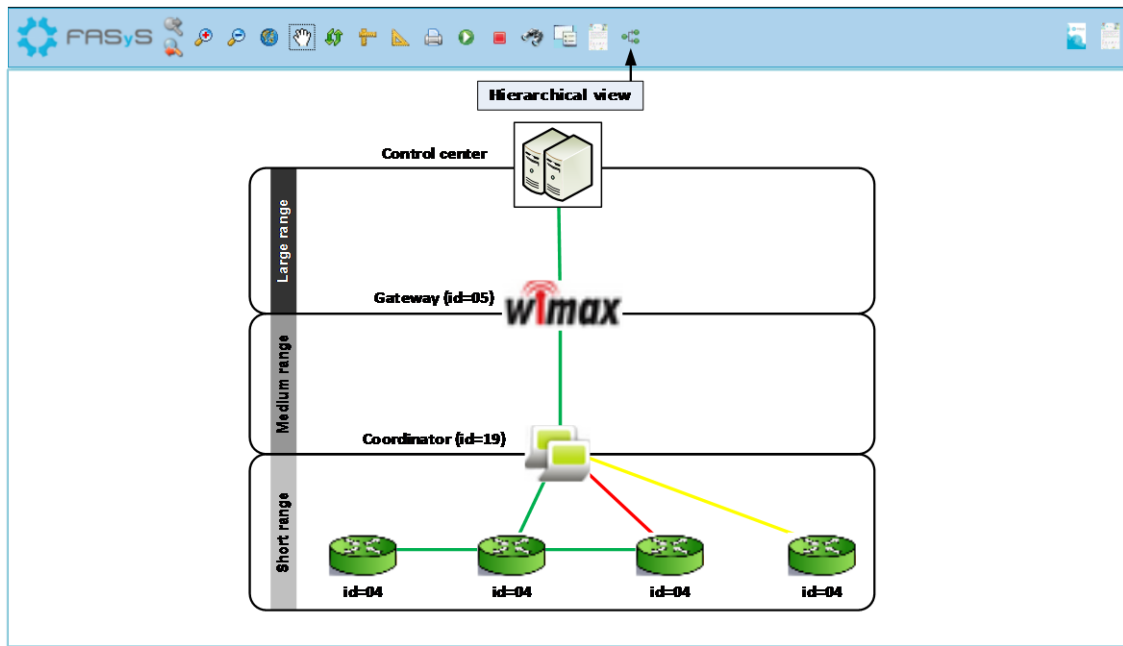 FASyS
Hierarchical view
Control center
Large range
Gateway (id=05)
wimax
Medium range
Coordinator (id=19)
Short range
id=04 id=04 id=04 id=04